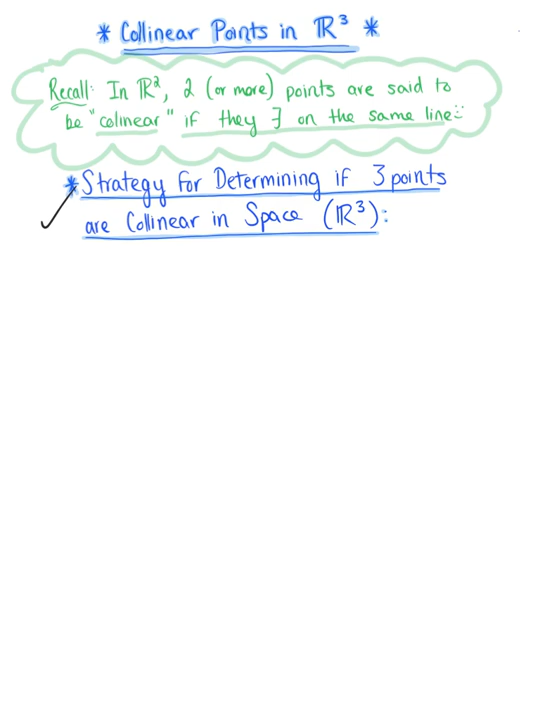 * Collinear Points in ℝ³ *
Recall: In ℝ², 2 (or more) points are said to
be "colinear" if they ∃ on the same line
*Strategy for Determining if 3 points
are Collinear in Space (ℝ³):